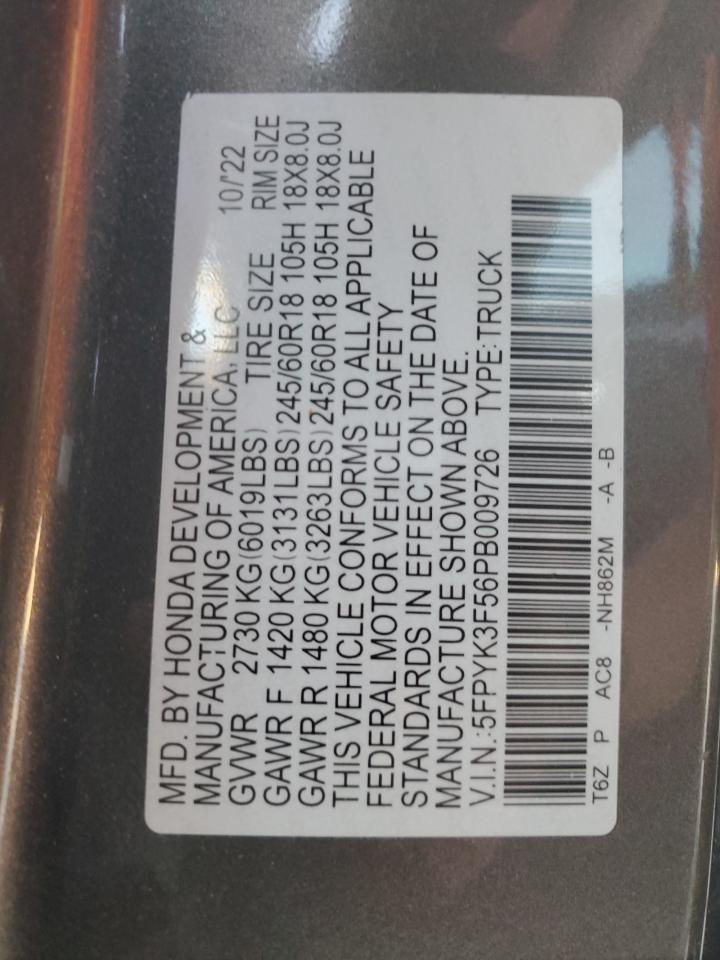 MFD. BY HONDA DEVELOPMENT &
MANUFACTURING OF AMERICA, LLC 10/'22
GVWR 2730 KG(6019LBS) TIRE SIZE RIM SIZE
GAWR F 1420 KG(3131LBS) 245/60R18 105H 18X8.0J
GAWR R 1480 KG(3263LBS) 245/60R18 105H 18X8.0J
THIS VEHICLE CONFORMS TO ALL APPLICABLE
FEDERAL MOTOR VEHICLE SAFETY
STANDARDS IN EFFECT ON THE DATE OF
MANUFACTURE SHOWN ABOVE.
V.I.N.:5FPYK3F56PB009726 TYPE:TRUCK
T6Z P AC8 -NH862M -A -B